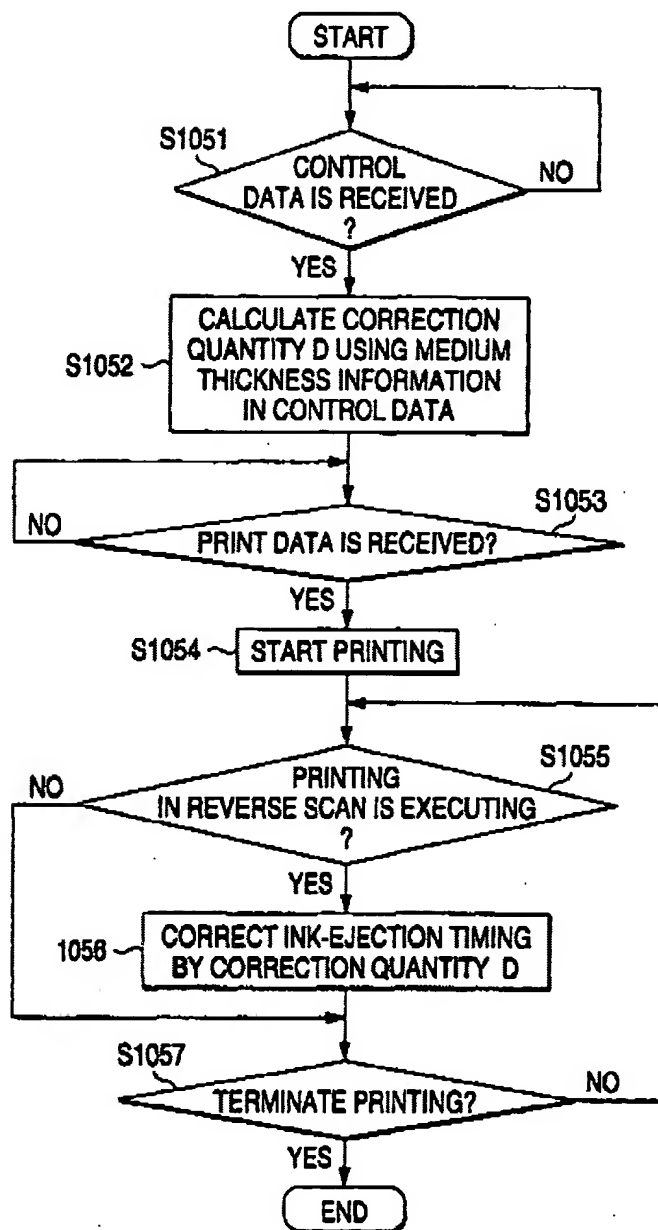 START
S1051
CONTROL
DATA IS RECEIVED
?
NO
YES
S1052
CALCULATE CORRECTION
QUANTITY D USING MEDIUM
THICKNESS INFORMATION
IN CONTROL DATA
S1053
NO
PRINT DATA IS RECEIVED?
YES
S1054
START PRINTING
S1055
NO
PRINTING
IN REVERSE SCAN IS EXECUTING
?
YES
1056
CORRECT INK-EJECTION TIMING
BY CORRECTION QUANTITY D
S1057
TERMINATE PRINTING?
NO
YES
END